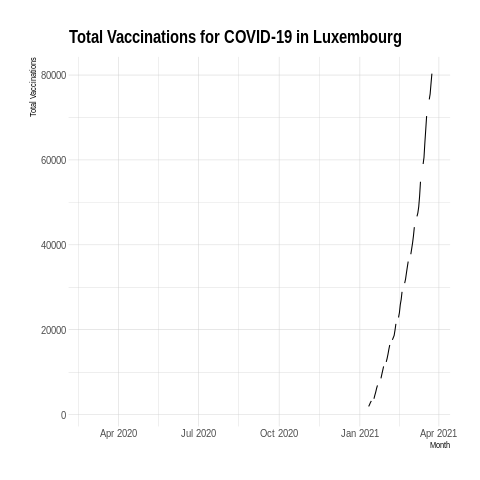 Total Vaccinations for COVID-19 in Luxembourg
Total Vaccinations
80000
60000
40000
20000
0
Apr 2020 Jul 2020 Oct 2020 Jan 2021 Apr 2021
Month